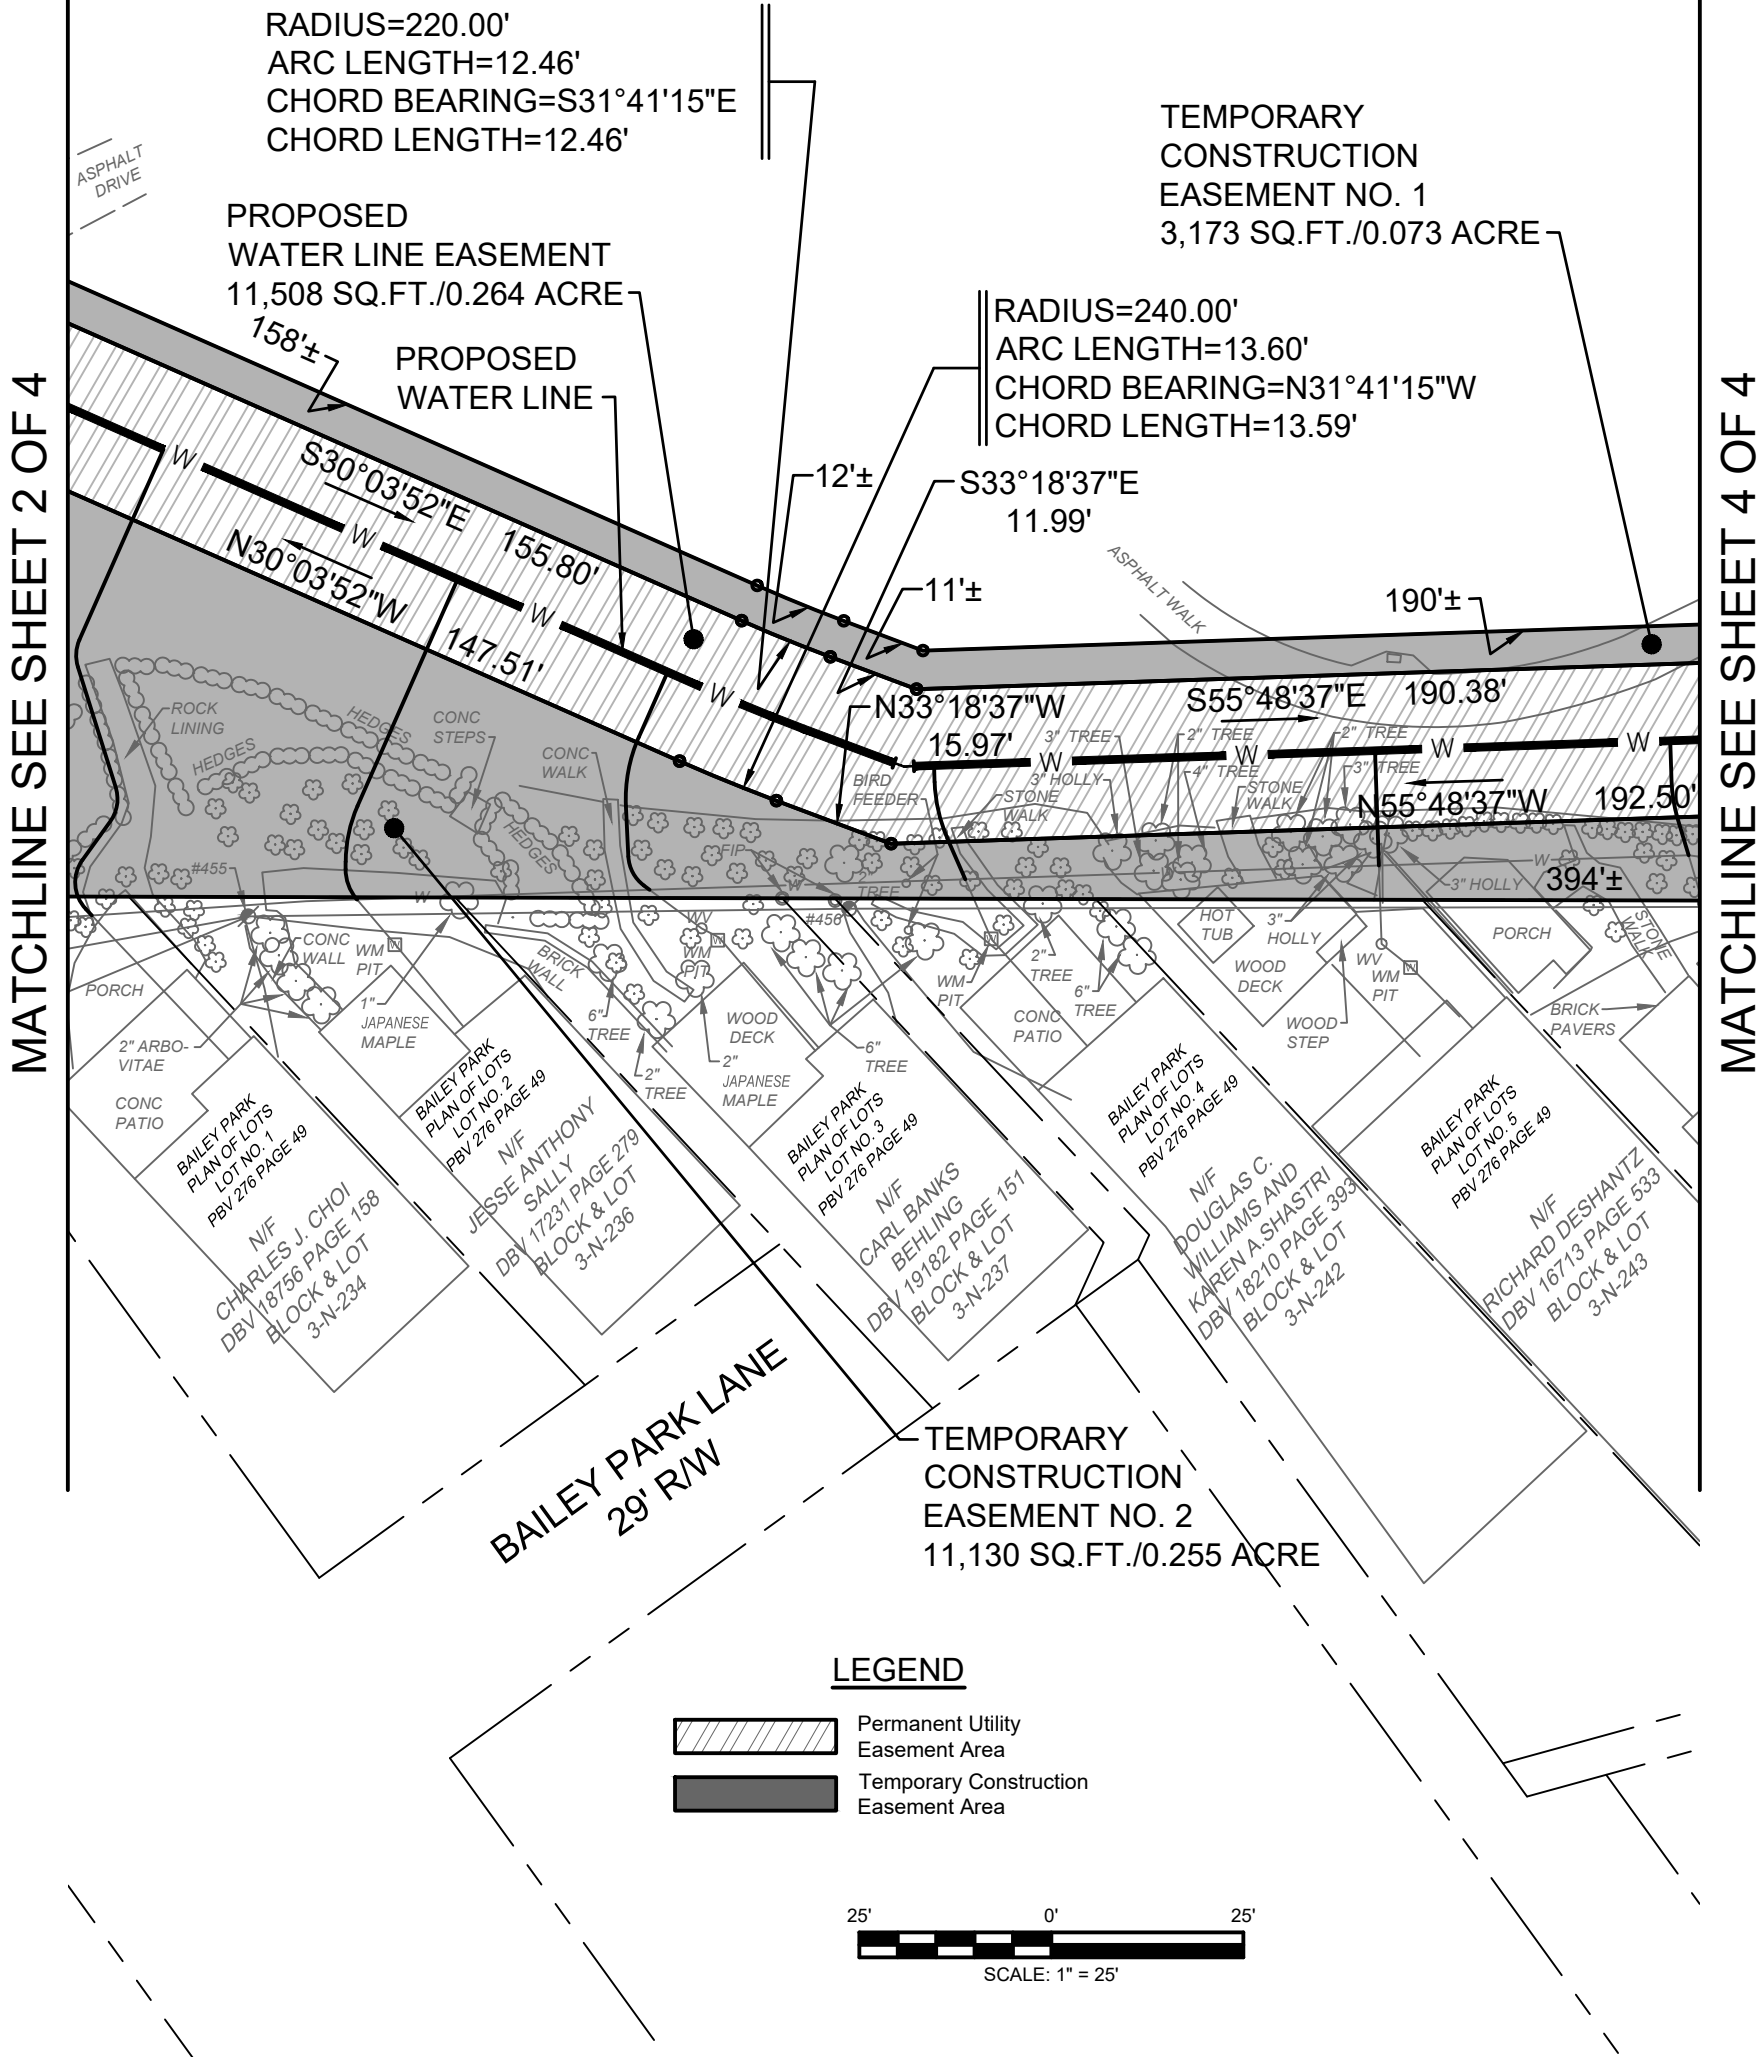 RADIUS=220.00'
ARC LENGTH=12.46'
CHORD BEARING=S31°41'15"E
CHORD LENGTH=12.46'
TEMPORARY
CONSTRUCTION
EASEMENT NO. 1
3,173 SQ.FT./0.073 ACRE
ASPHALT
DRIVE
PROPOSED
WATER LINE EASEMENT
11,508 SQ.FT./0.264 ACRE
158'±
PROPOSED
WATER LINE
RADIUS=240.00'
ARC LENGTH=13.60'
CHORD BEARING=N31°41'15"W
CHORD LENGTH=13.59'
MATCHLINE SEE SHEET 2 OF 4
MATCHLINE SEE SHEET 4 OF 4
W
S30°03'52"E
155.80'
W
N30°03'52"W
147.51'
W
W
12'±
S33°18'37"E
11.99'
11'±
ASPHALT WALK
190'±
N33°18'37"W
15.97'
S55°48'37"E
190.38'
W
W
W
W
N55°48'37"W
192.50'
394'±
ROCK
LINING
HEDGES
HEDGES
CONC
STEPS
CONC
WALK
HEDGES
BIRD
FEEDER
3" TREE
2" TREE
2" TREE
4" TREE
3" TREE
3" HOLLY
STONE
WALK
STONE
WALK
FIP
2"
TREE
W
W
W
#455
#456
3" HOLLY
STONE
WALK
CONC
WALL
WM
PIT
W
PORCH
1"
JAPANESE
MAPLE
BRICK
WALL
WV
WM
PIT
W
6"
TREE
2"
TREE
WOOD
DECK
2"
JAPANESE
MAPLE
6"
TREE
WM
PIT
W
2"
TREE
6"
TREE
CONC
PATIO
HOT
TUB
3"
HOLLY
WOOD
DECK
WOOD
STEP
WV
WM
PIT
W
PORCH
BRICK
PAVERS
2" ARBO-
VITAE
CONC
PATIO
BAILEY PARK
PLAN OF LOTS
LOT NO. 1
PBV 276 PAGE 49
N/F
CHARLES J. CHOI
DBV 18756 PAGE 158
BLOCK & LOT
3-N-234
BAILEY PARK
PLAN OF LOTS
LOT NO. 2
PBV 276 PAGE 49
N/F
JESSE ANTHONY
SALLY
DBV 17231 PAGE 279
BLOCK & LOT
3-N-236
BAILEY PARK
PLAN OF LOTS
LOT NO. 3
PBV 276 PAGE 49
N/F
CARL BANKS
BEHLING
DBV 19182 PAGE 151
BLOCK & LOT
3-N-237
BAILEY PARK
PLAN OF LOTS
LOT NO. 4
PBV 276 PAGE 49
N/F
DOUGLAS C.
WILLIAMS AND
KAREN A.SHASTRI
DBV 18210 PAGE 393
BLOCK & LOT
3-N-242
BAILEY PARK
PLAN OF LOTS
LOT NO. 5
PBV 276 PAGE 49
N/F
RICHARD DESHANTZ
DBV 16713 PAGE 533
BLOCK & LOT
3-N-243
BAILEY PARK LANE
29' R/W
TEMPORARY
CONSTRUCTION
EASEMENT NO. 2
11,130 SQ.FT./0.255 ACRE
LEGEND
Permanent Utility
Easement Area
Temporary Construction
Easement Area
25' 0' 25'
SCALE: 1" = 25'